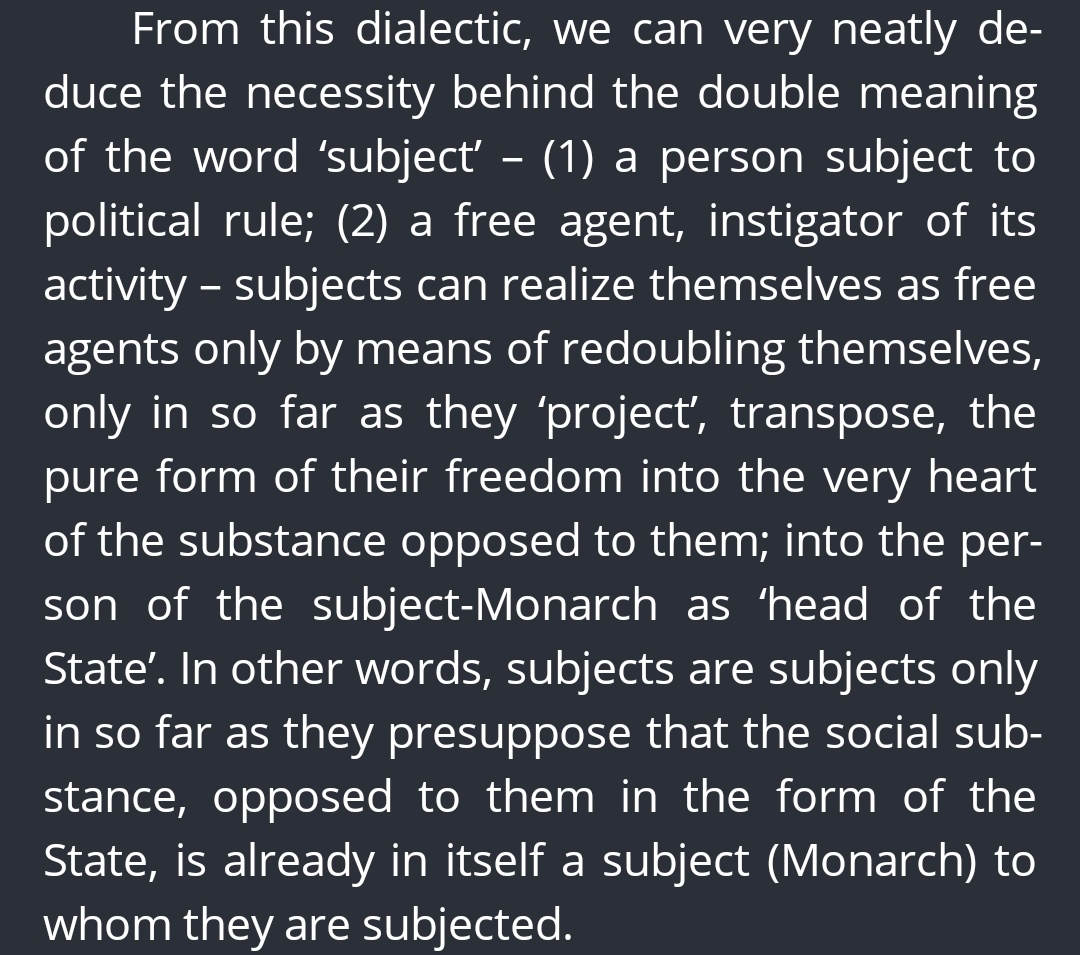 From this dialectic, we can very neatly de-
duce the necessity behind the double meaning
of the word ‘subject’ – (1) a person subject to
political rule; (2) a free agent, instigator of its
activity – subjects can realize themselves as free
agents only by means of redoubling themselves,
only in so far as they ‘project’, transpose, the
pure form of their freedom into the very heart
of the substance opposed to them; into the per-
son of the subject-Monarch as ‘head of the
State’. In other words, subjects are subjects only
in so far as they presuppose that the social sub-
stance, opposed to them in the form of the
State, is already in itself a subject (Monarch) to
whom they are subjected.